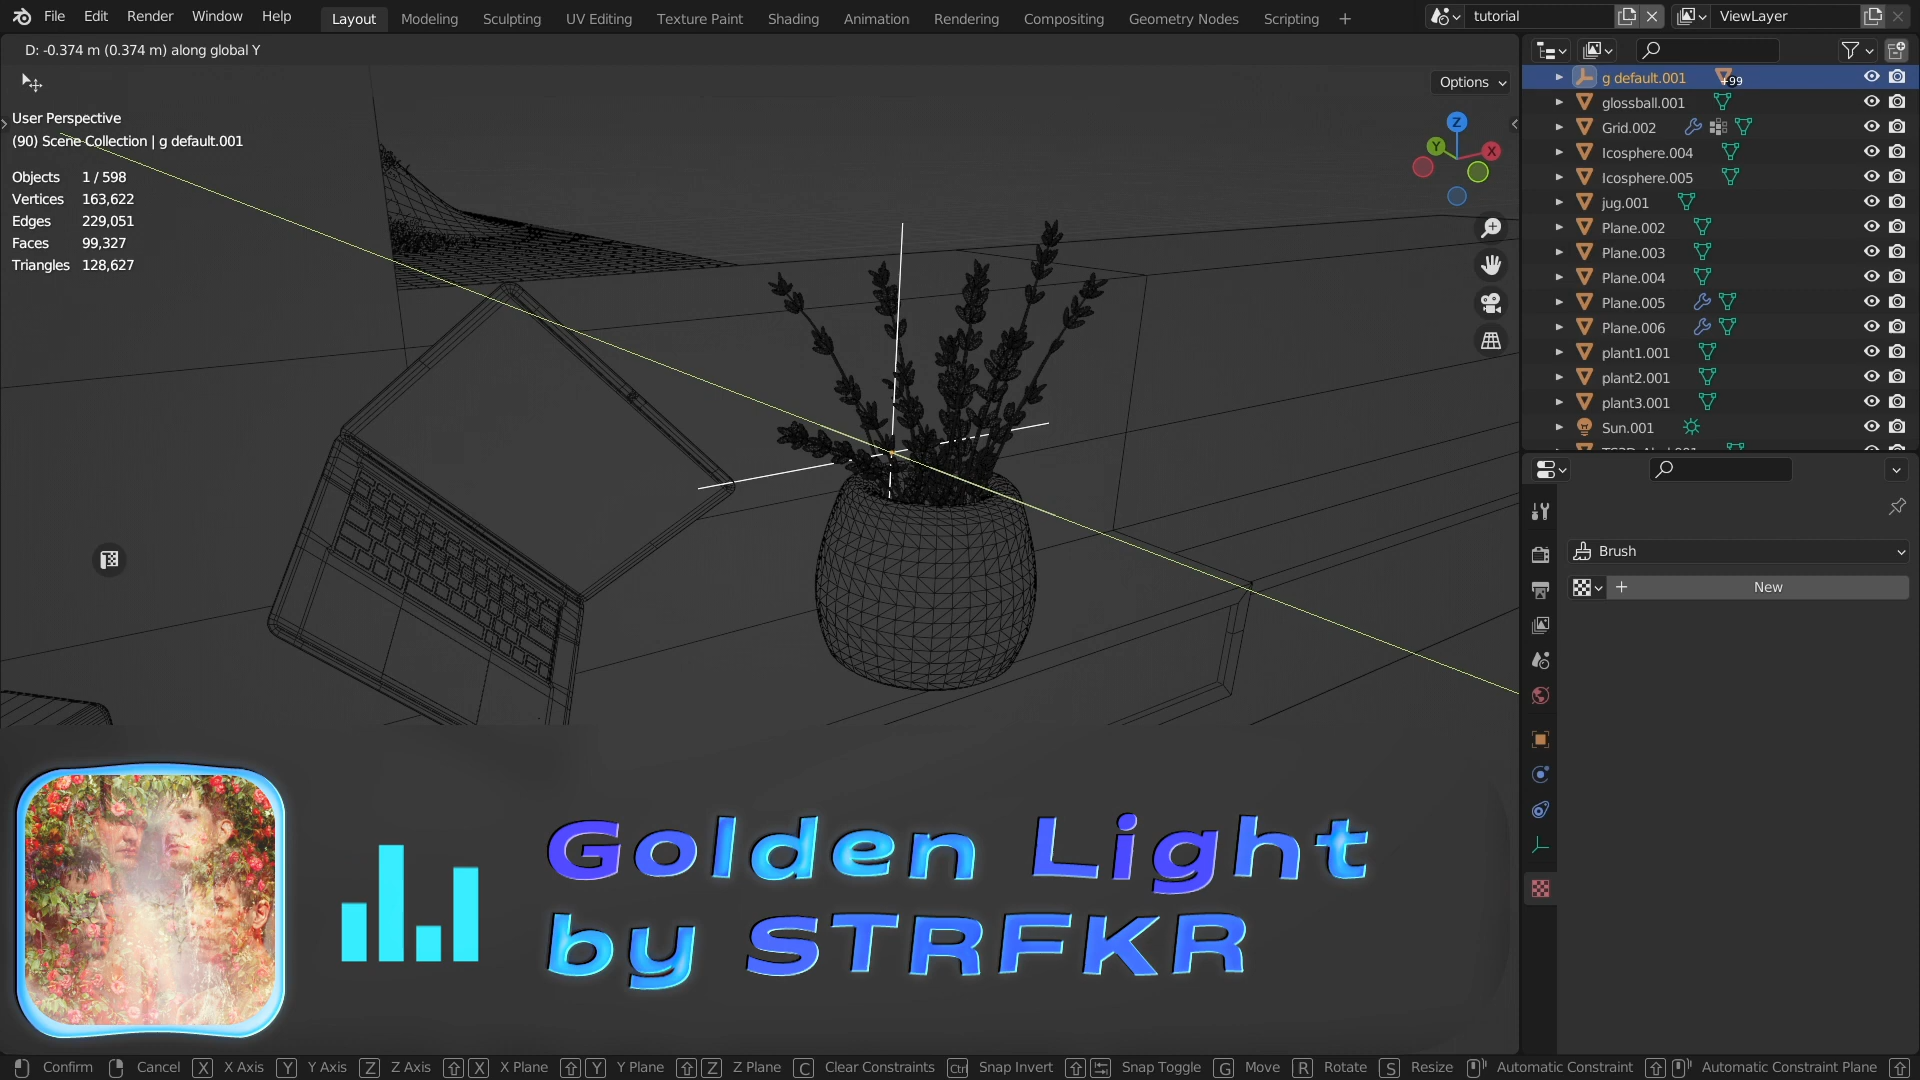 File Edit Render Window Help
Layout Modeling Sculpting UV Editing Texture Paint Shading Animation Rendering Compositing Geometry Nodes Scripting +
tutorial
ViewLayer
D: -0.374 m (0.374 m) along global Y
Options
User Perspective
(90) Scene Collection | g default.001
Objects 1 / 598
Vertices 163,622
Edges 229,051
Faces 99,327
Triangles 128,627
Z
Y
X
g default.001 +99
glossball.001
Grid.002
Icosphere.004
Icosphere.005
jug.001
Plane.002
Plane.003
Plane.004
Plane.005
Plane.006
plant1.001
plant2.001
plant3.001
Sun.001
Brush
+ New
Golden Light
by STRFKR
Confirm Cancel X X Axis Y Y Axis Z Z Axis X X Plane Y Y Plane Z Z Plane C Clear Constraints Ctrl Snap Invert Snap Toggle G Move R Rotate S Resize Automatic Constraint Automatic Constraint Plane